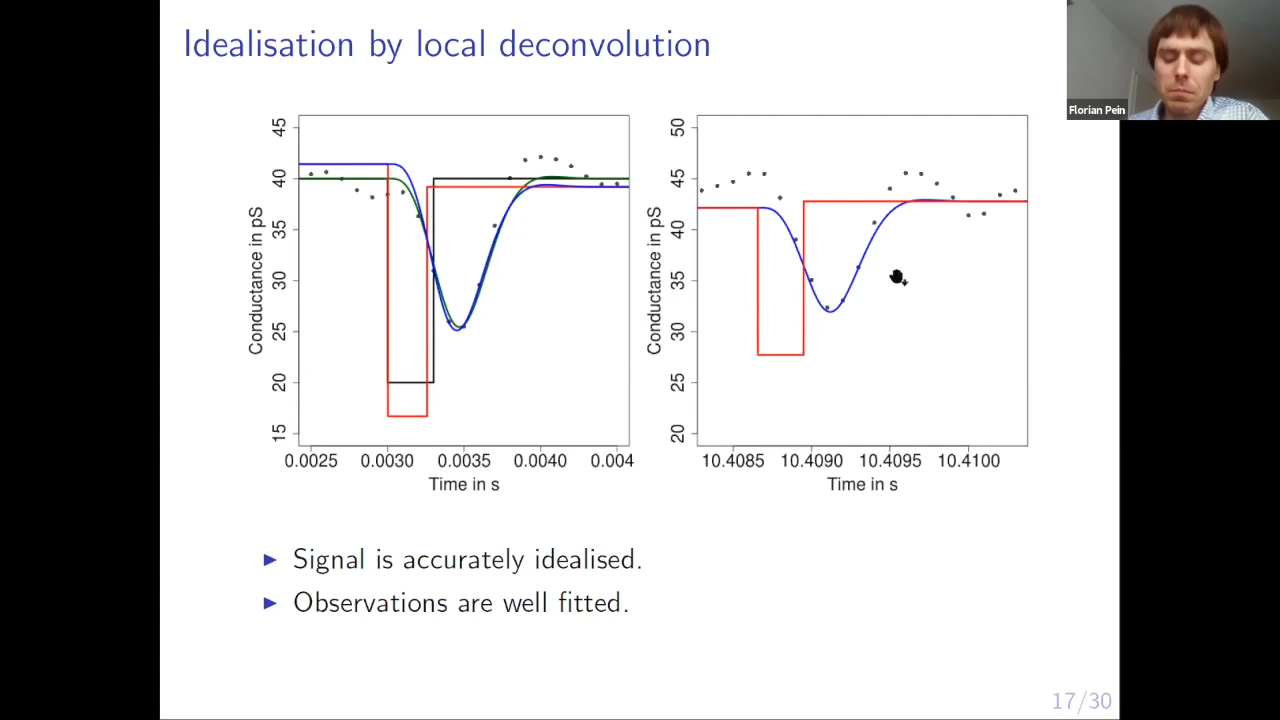 Idealisation by local deconvolution
Florian Pein
45
40
35
30
25
20
15
Conductance in pS
0.0025 0.0030 0.0035 0.0040 0.004
Time in s
50
45
40
35
30
25
20
Conductance in pS
10.4085 10.4090 10.4095 10.4100
Time in s
Signal is accurately idealised.
Observations are well fitted.
17/30